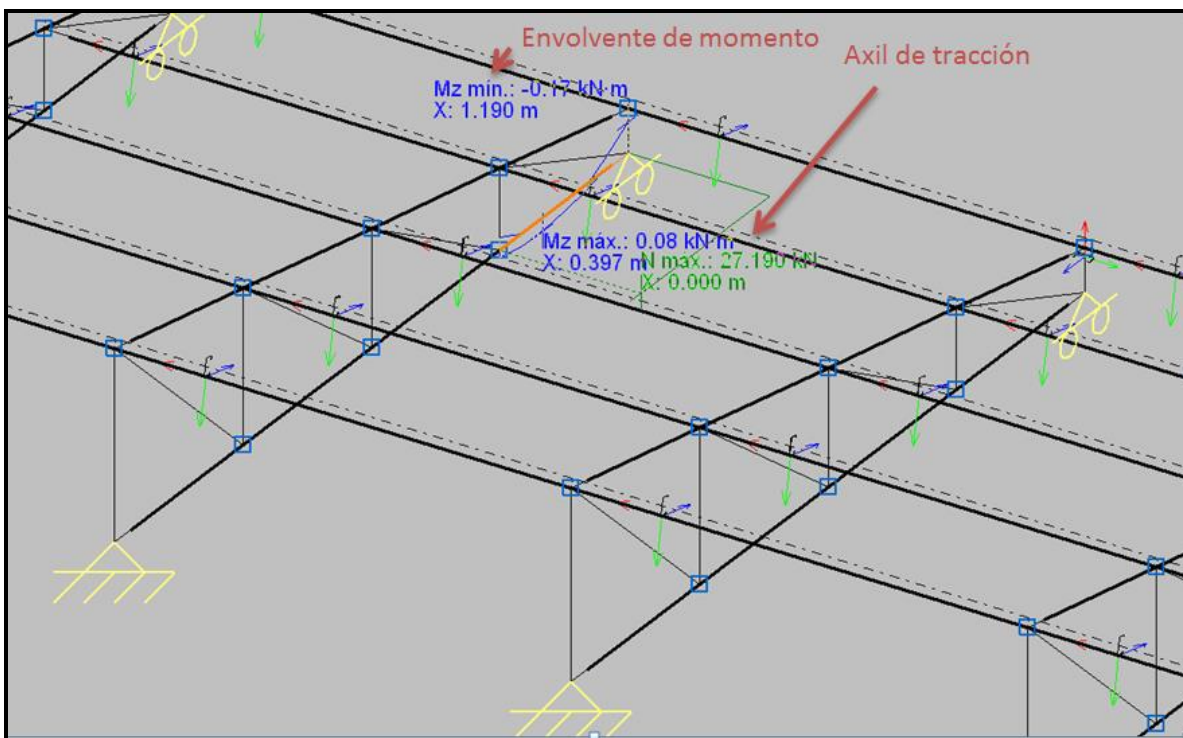 Envolvente de momento
Axil de tracción
Mz mín.: -0.17 kN·m
X: 1.190 m
Mz máx.: 0.08 kN·m
X: 0.397 m
N máx.: 27.190 kN
X: 0.000 m